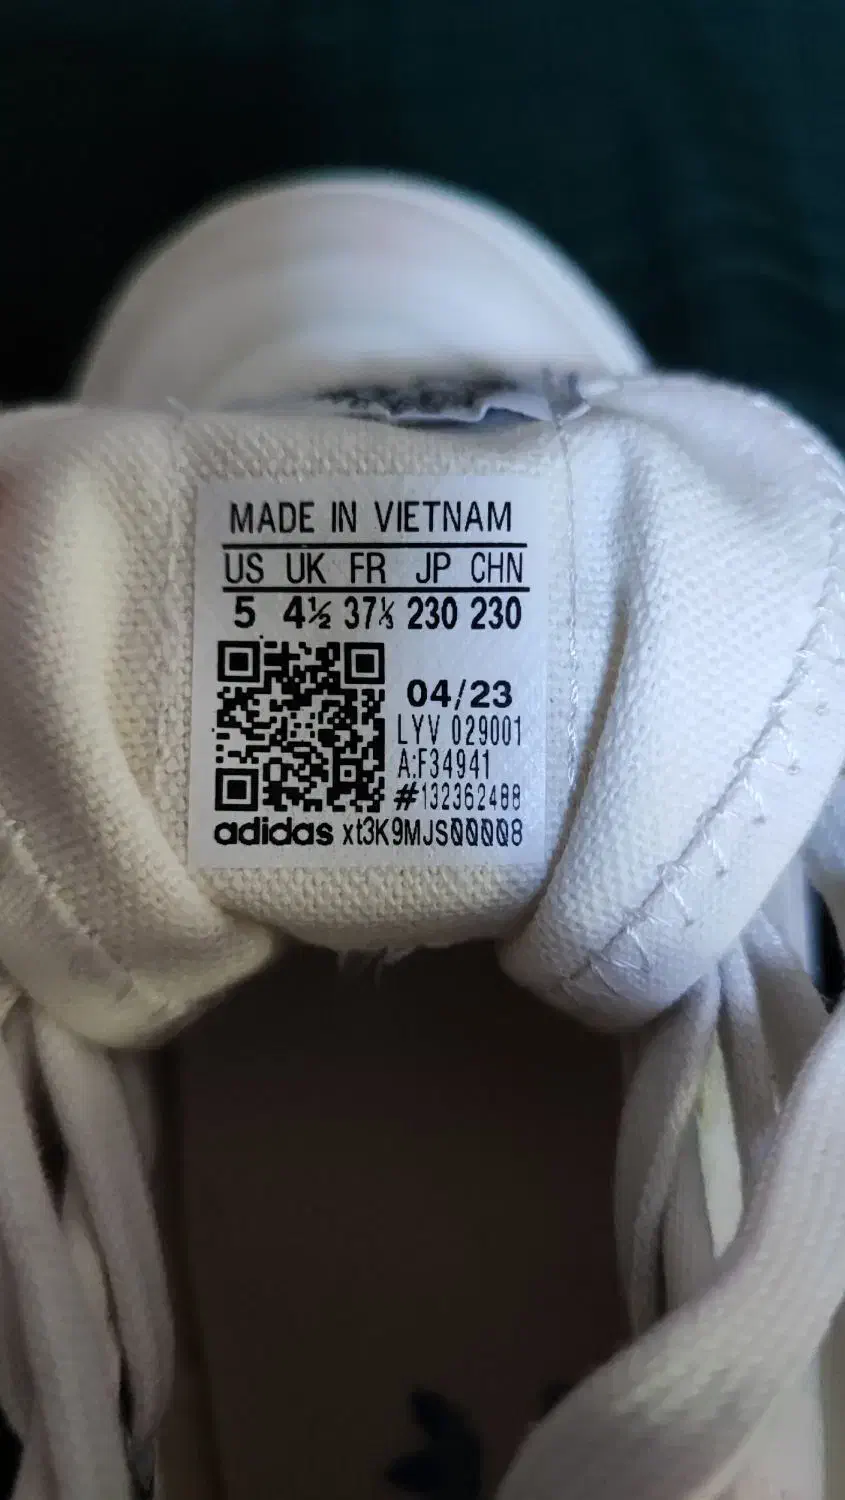 MADE IN VIETNAM
US UK FR JP CHN
5 4½ 37⅓ 230 230
04/23
LYV 029001
A:F34941
#132362488
adidas xt3K9MJS00008